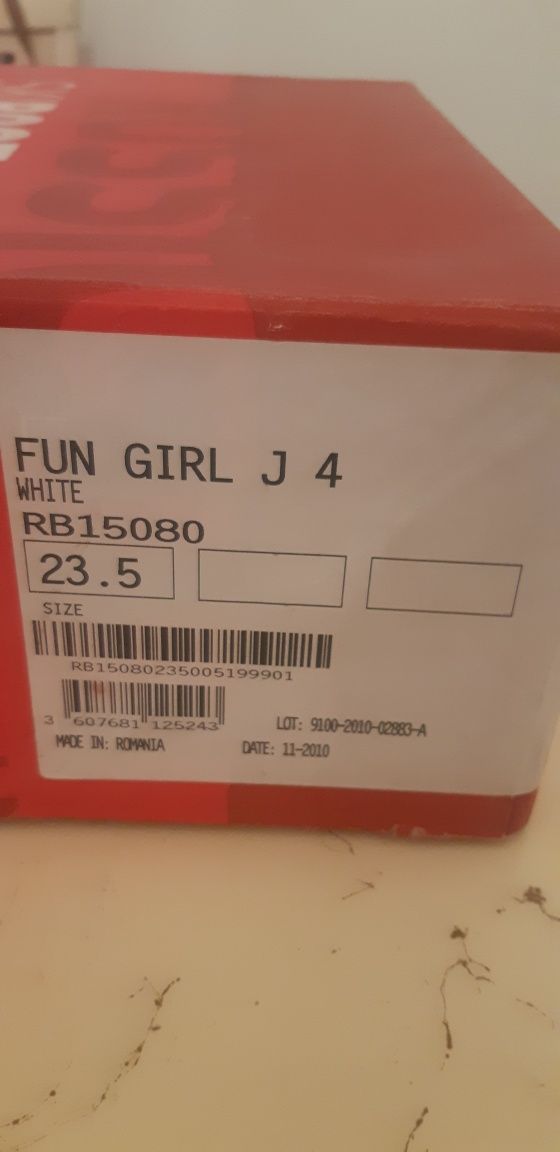 FUN GIRL J 4
WHITE
RB15080
23.5
SIZE
RB15080235005199901
3 607681 125243
LOT: 9100-2010-02883-A
MADE IN: ROMANIA
DATE: 11-2010